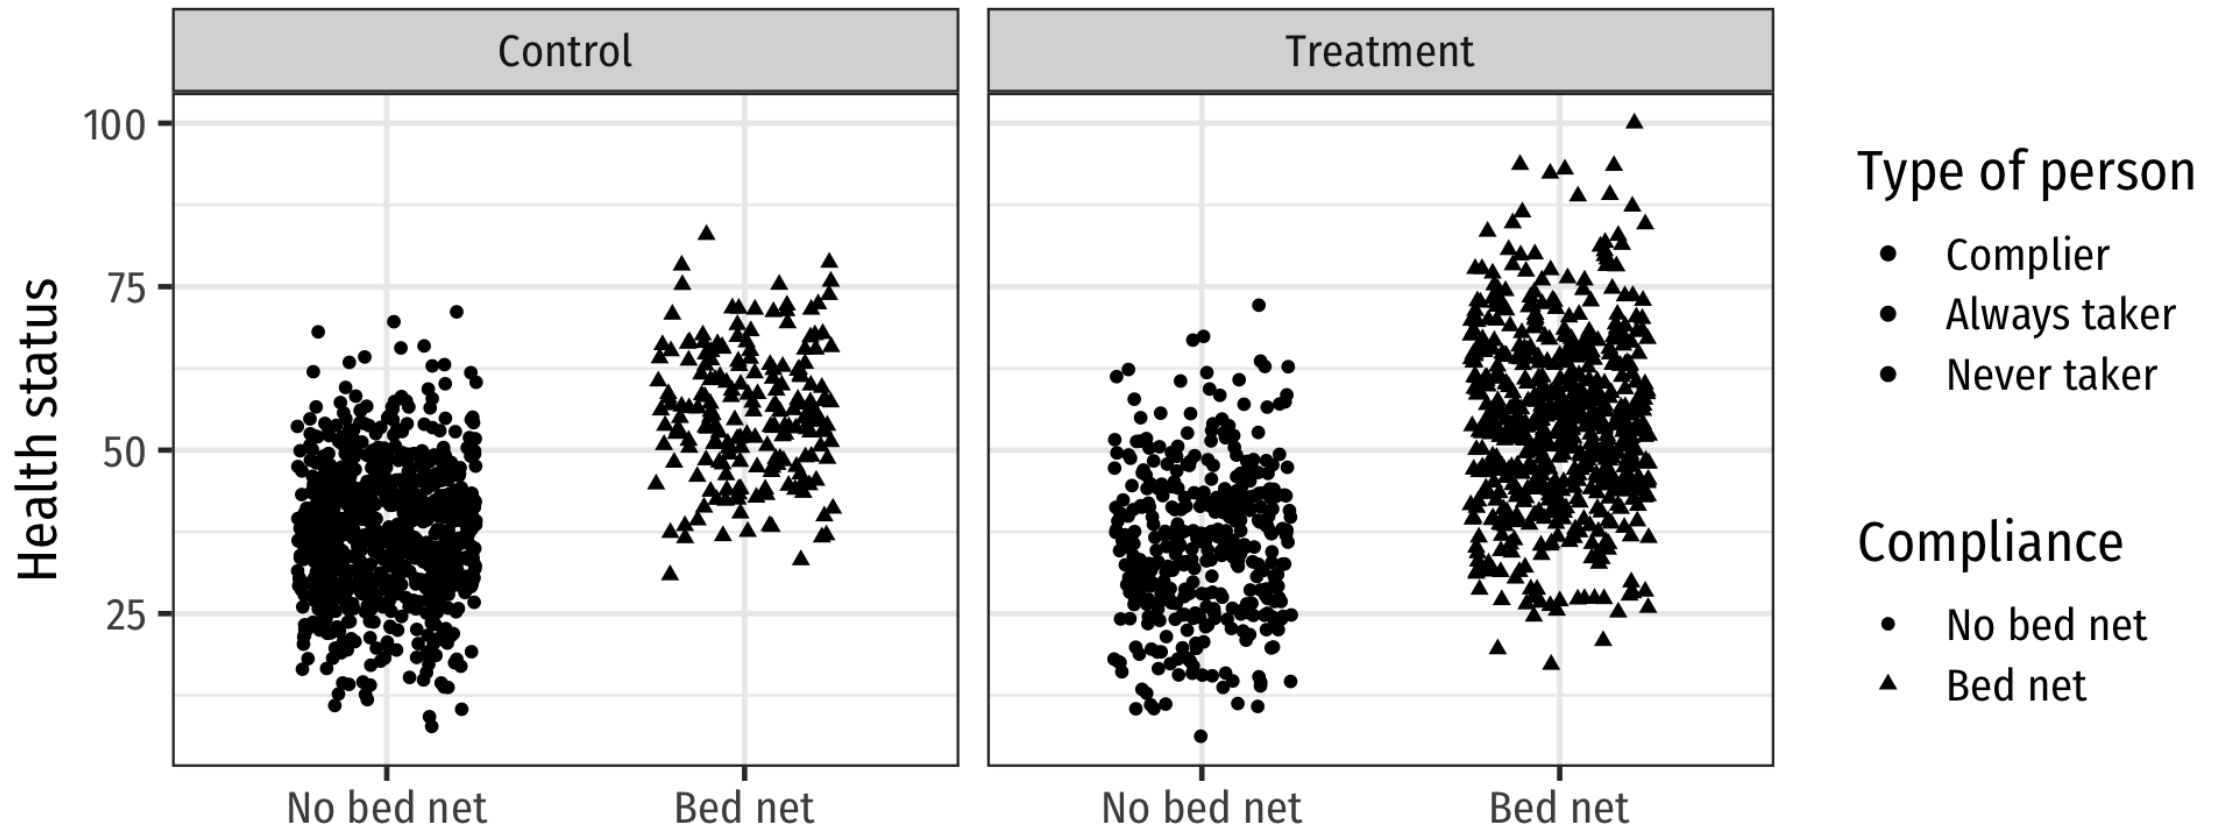 Control
Treatment
Health status
100
75
50
25
No bed net
Bed net
No bed net
Bed net
Type of person
Complier
Always taker
Never taker
Compliance
No bed net
Bed net